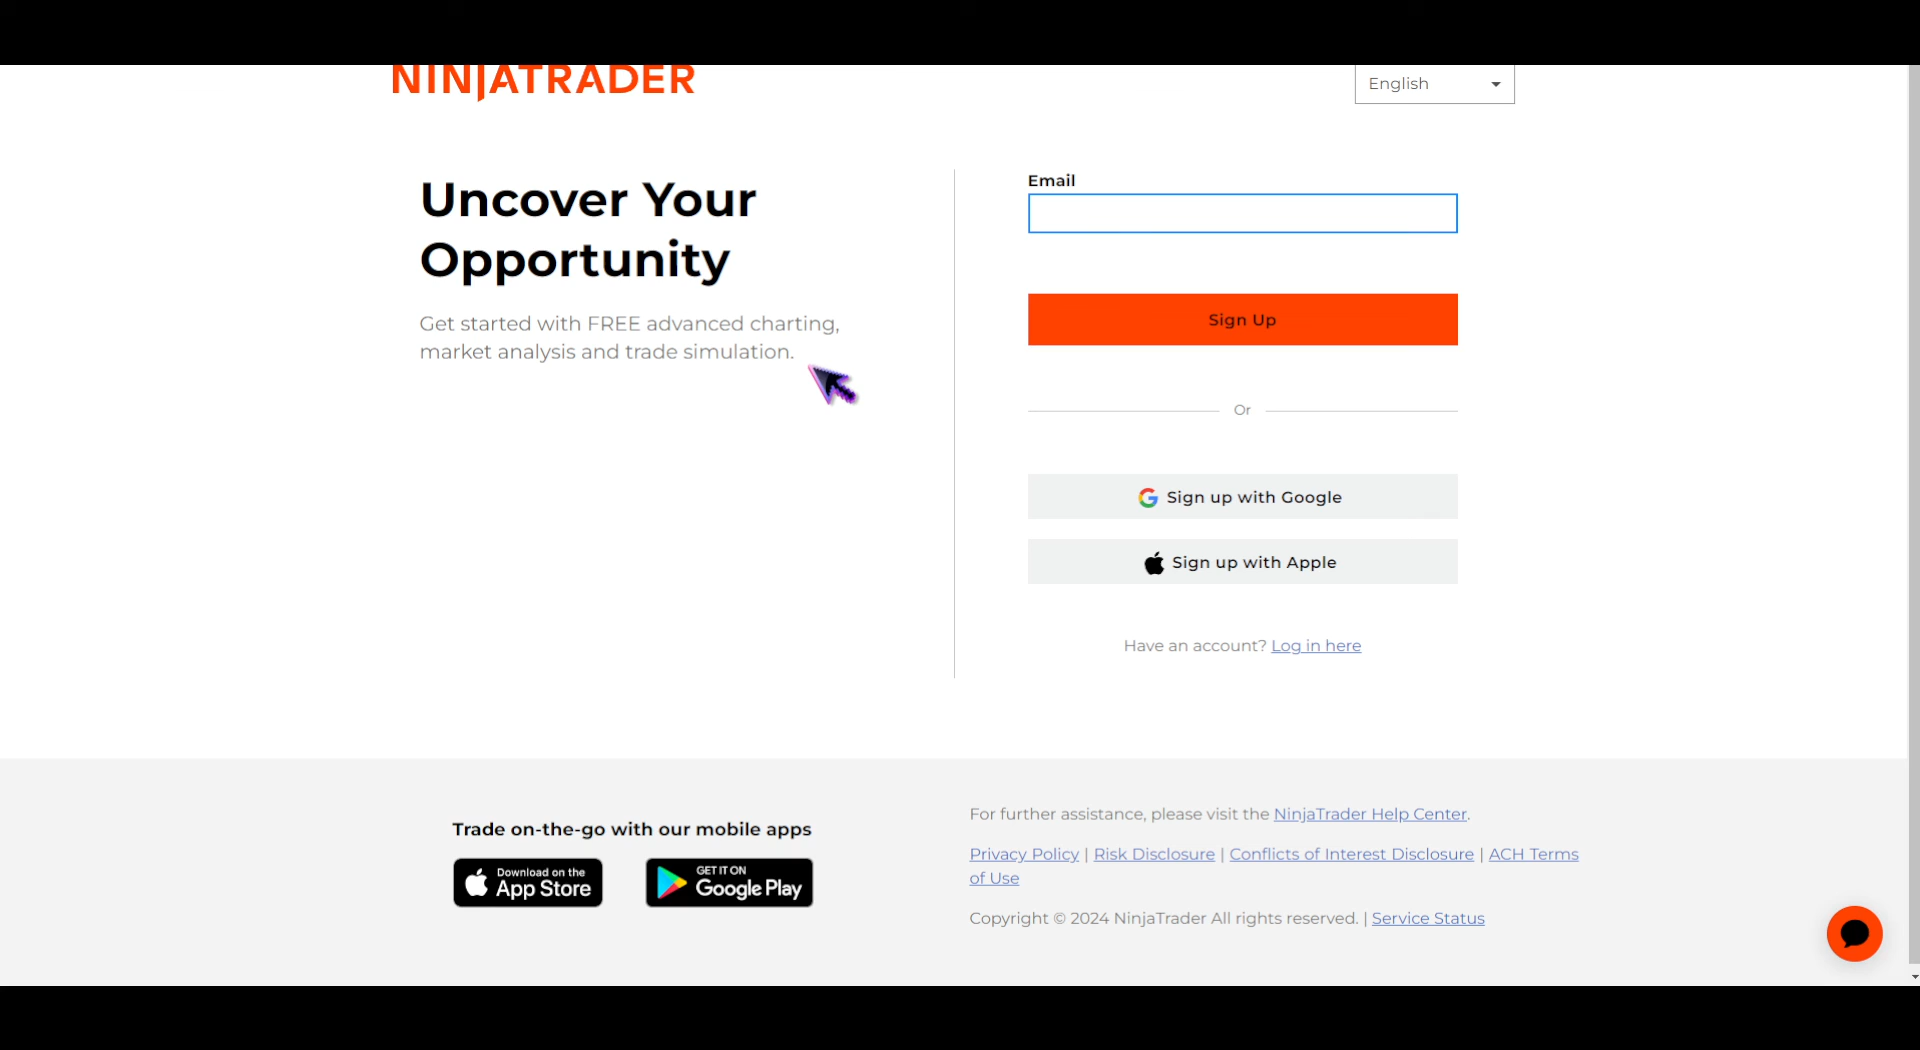 NINJATRADER
English
Uncover Your
Opportunity
Get started with FREE advanced charting,
market analysis and trade simulation.
Email
Sign Up
Or
Sign up with Google
Sign up with Apple
Have an account? Log in here
Trade on-the-go with our mobile apps
Download on the
App Store
GET IT ON
Google Play
For further assistance, please visit the NinjaTrader Help Center.
Privacy Policy | Risk Disclosure | Conflicts of Interest Disclosure | ACH Terms
of Use
Copyright © 2024 NinjaTrader All rights reserved. | Service Status